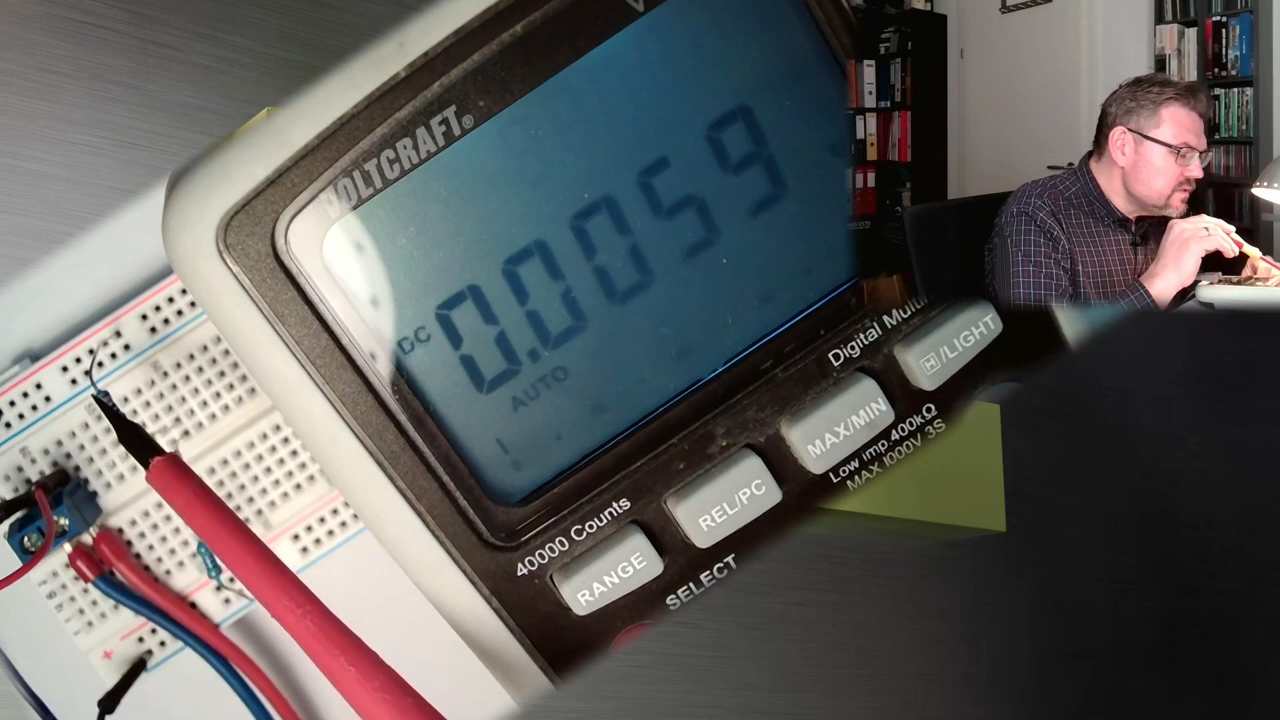 VOLTCRAFT®
DC
0.0059
AUTO
Digital
40000 Counts
RANGE
REL/PC
MAX/MIN
H/LIGHT
SELECT
Low imp.400kΩ
MAX 1000V 3S